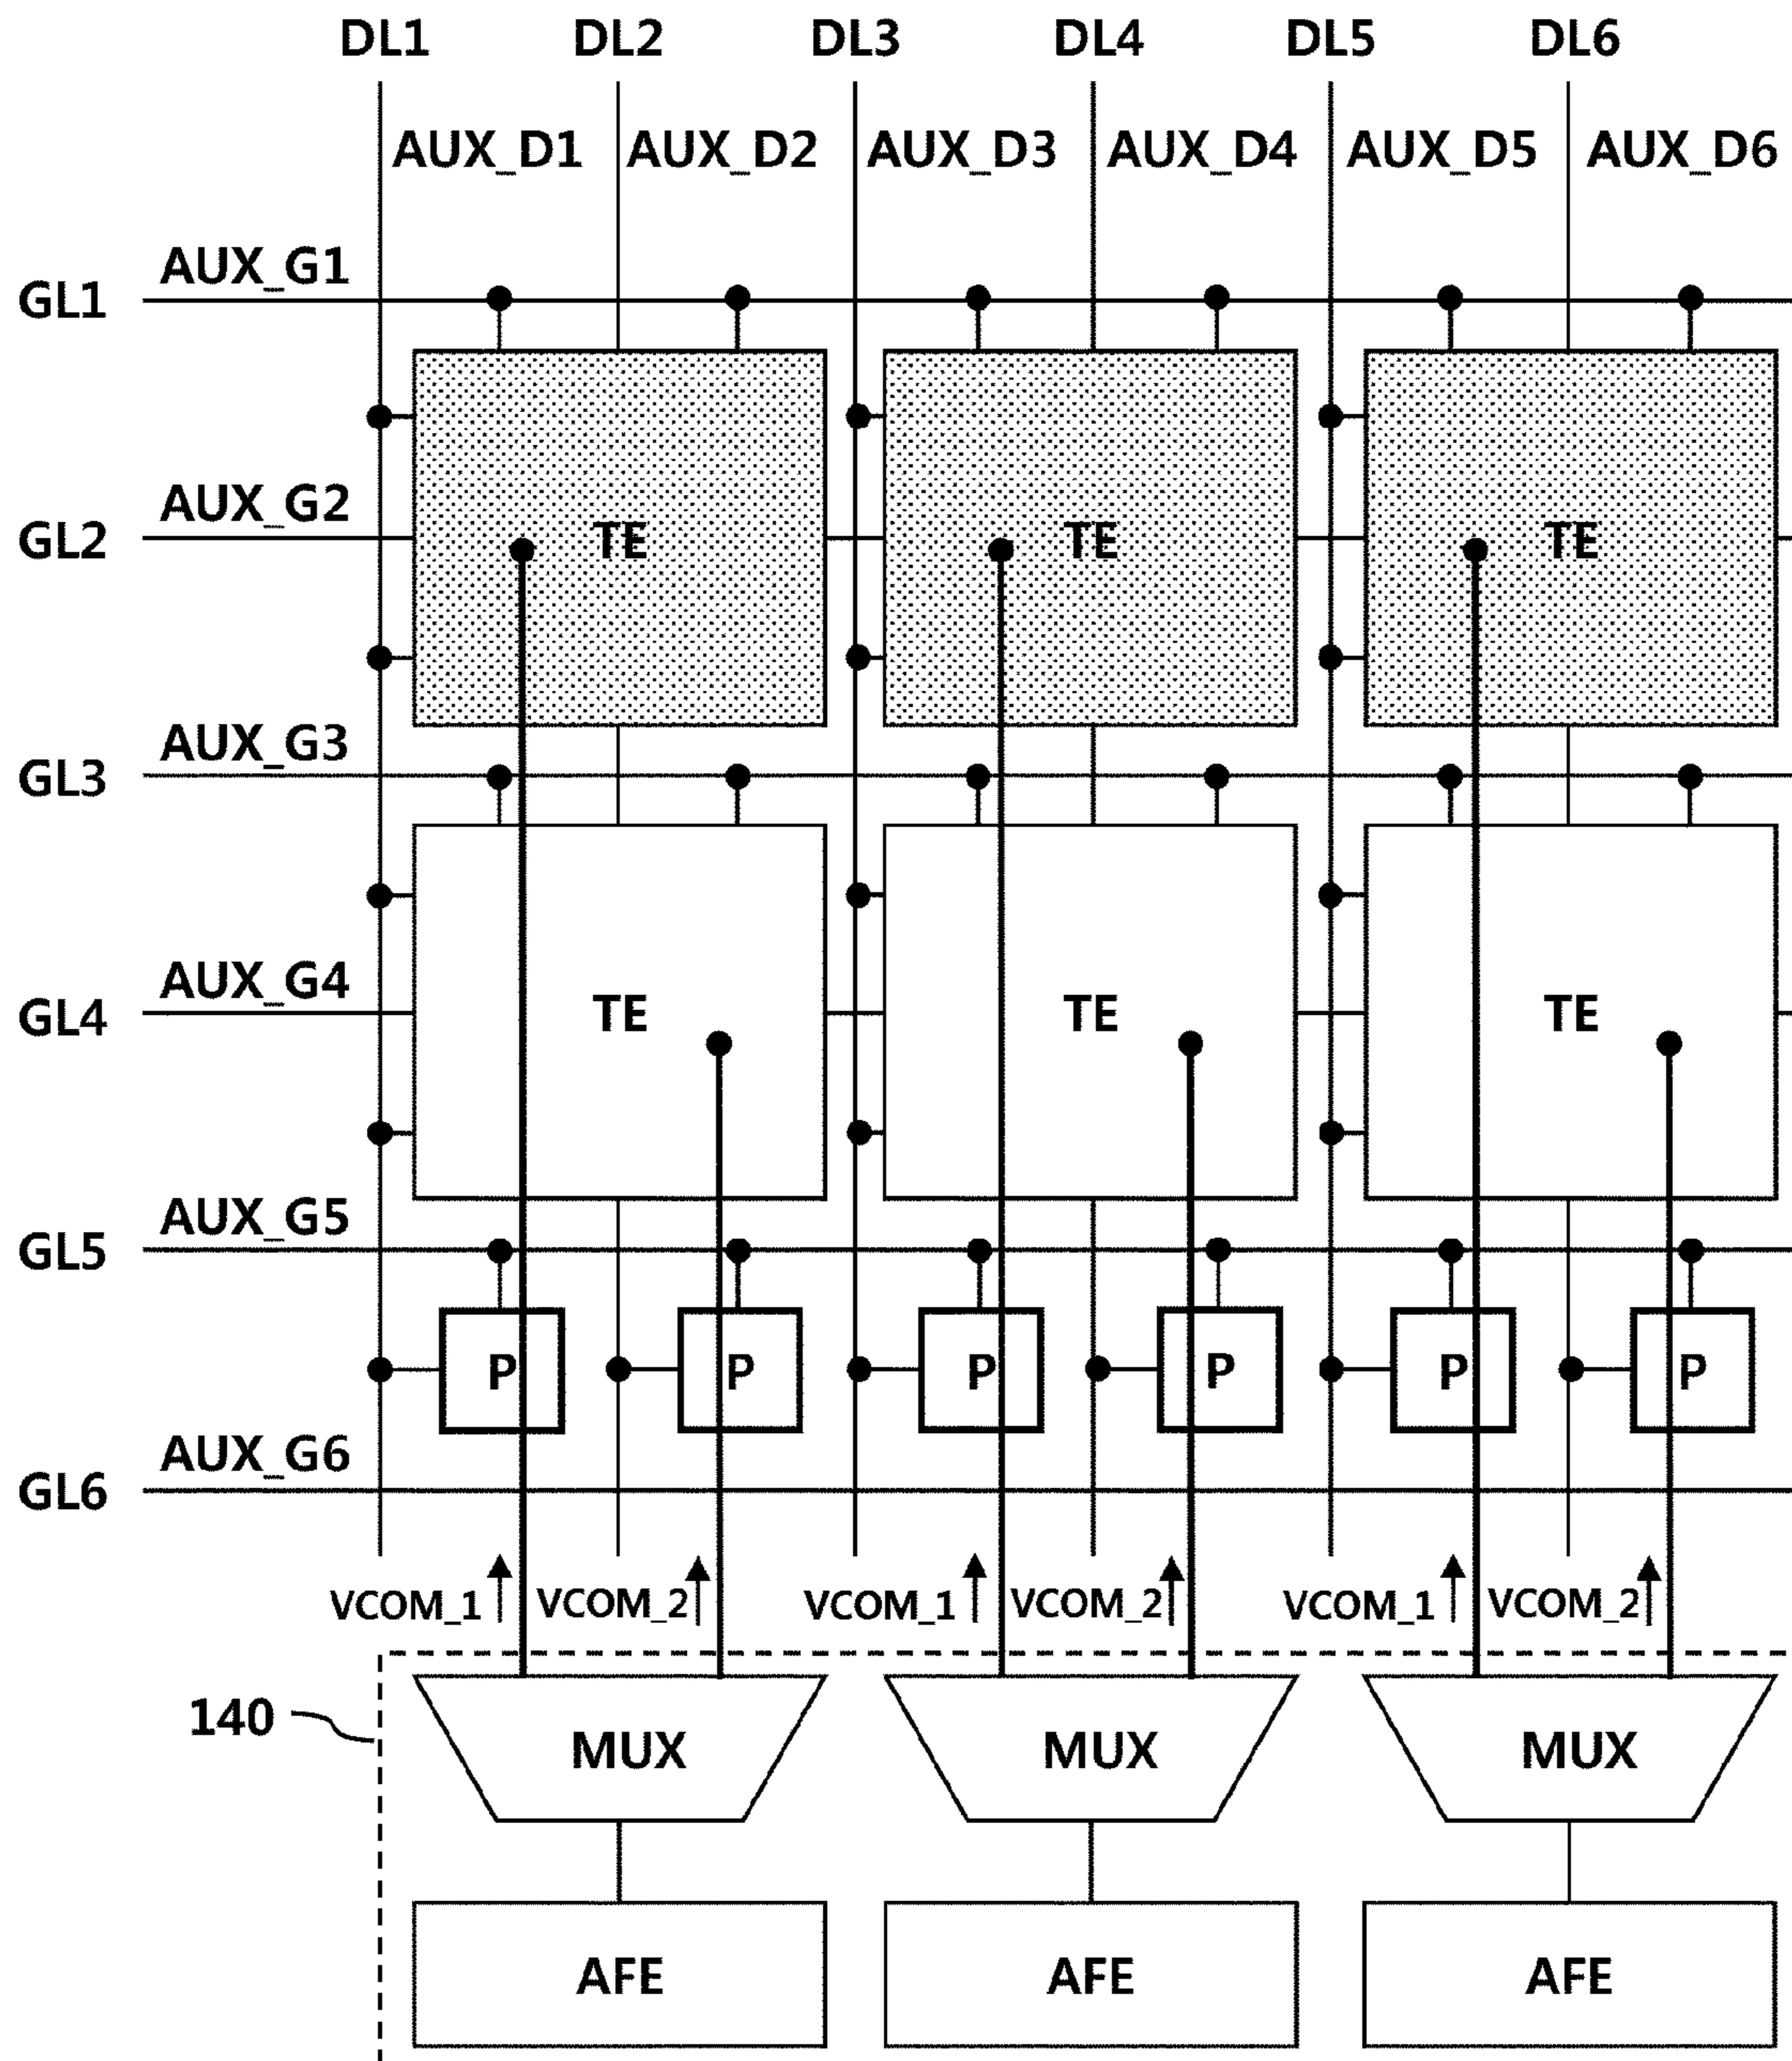 DL1 DL2 DL3 DL4 DL5 DL6
AUX_D1 AUX_D2 AUX_D3 AUX_D4 AUX_D5 AUX_D6
AUX_G1
GL1
AUX_G2
GL2 TE TE TE
AUX_G3
GL3
AUX_G4
GL4 TE TE TE
AUX_G5
GL5
P P P P P P
AUX_G6
GL6
VCOM_1 VCOM_2 VCOM_1 VCOM_2 VCOM_1 VCOM_2
140
MUX MUX MUX
AFE AFE AFE